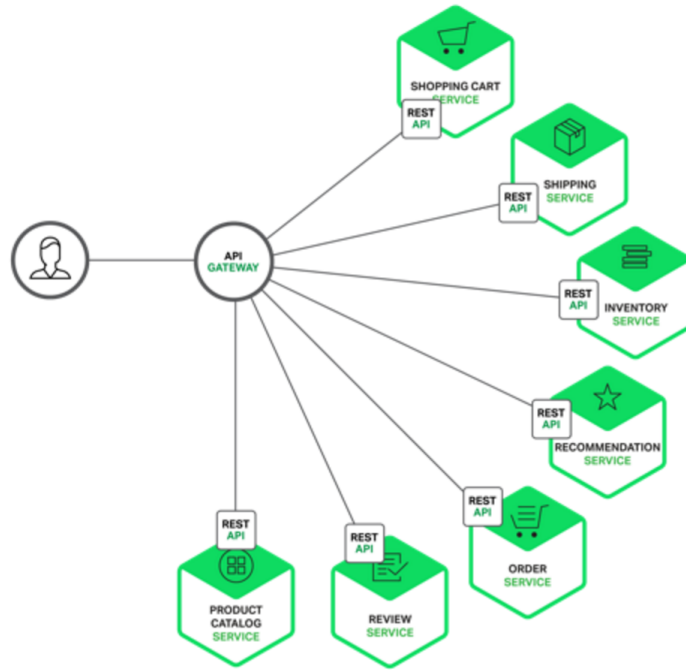 SHOPPING CART
SERVICE
REST
API
SHIPPING
SERVICE
REST
API
API
GATEWAY
INVENTORY
SERVICE
REST
API
RECOMMENDATION
SERVICE
REST
API
ORDER
SERVICE
REST
API
REVIEW
SERVICE
REST
API
PRODUCT
CATALOG
SERVICE
REST
API